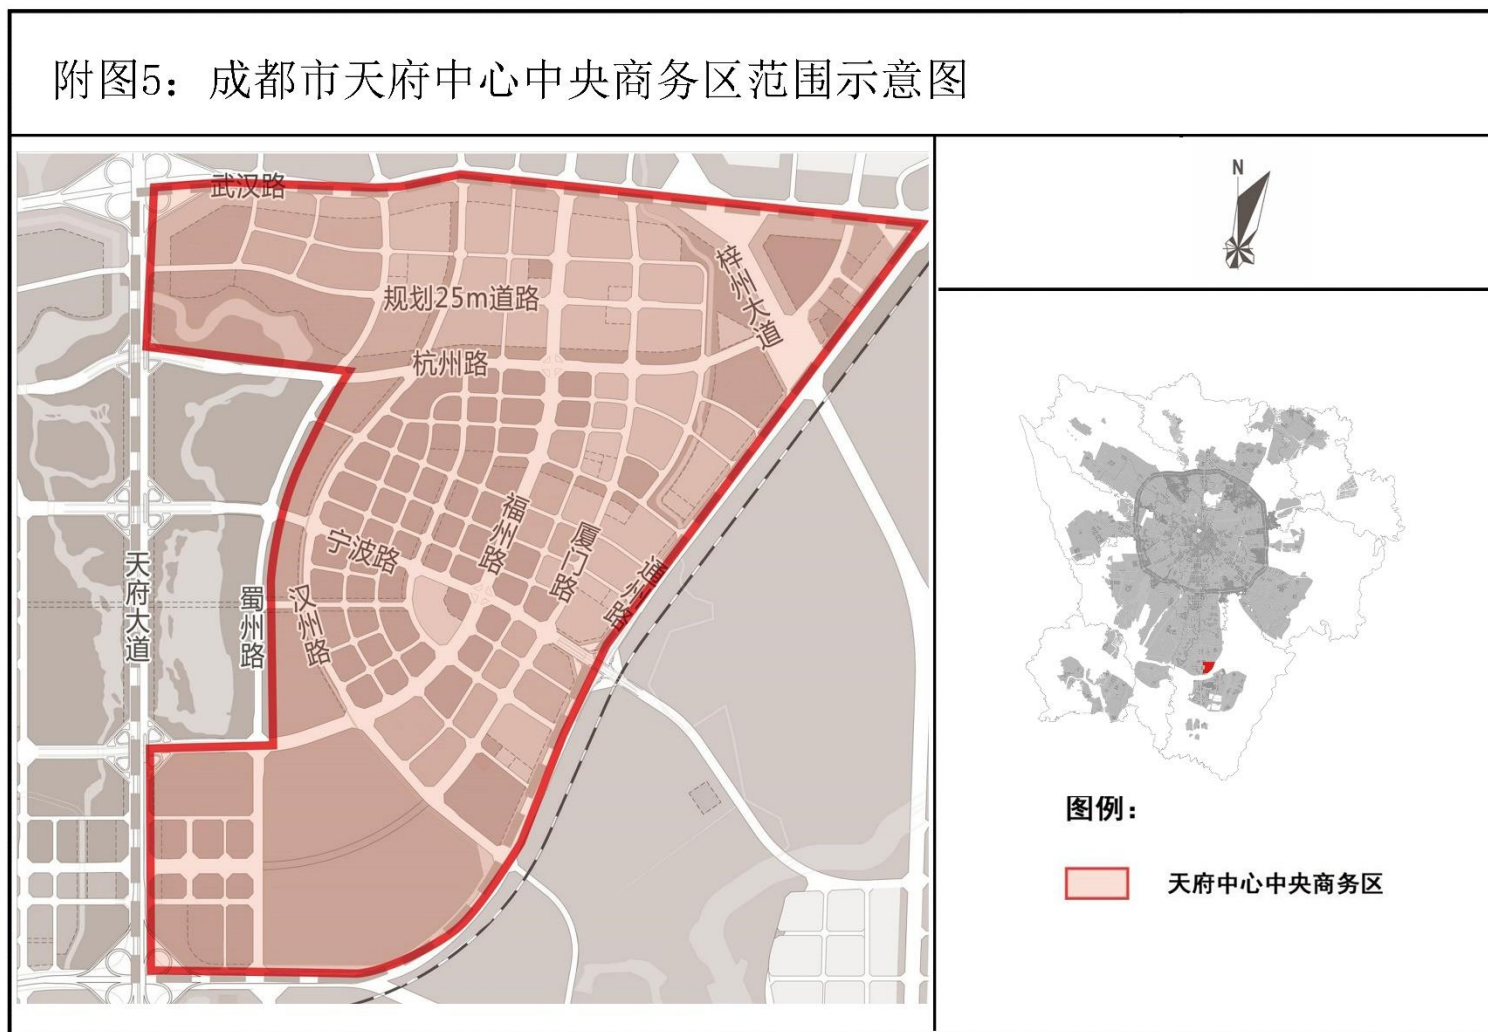 附图5：成都市天府中心中央商务区范围示意图
武汉路
梓州大道
规划25m道路
杭州路
福州路
厦门路
宁波路
通州路
天府大道
蜀州路
汉州路
N
图例：
天府中心中央商务区